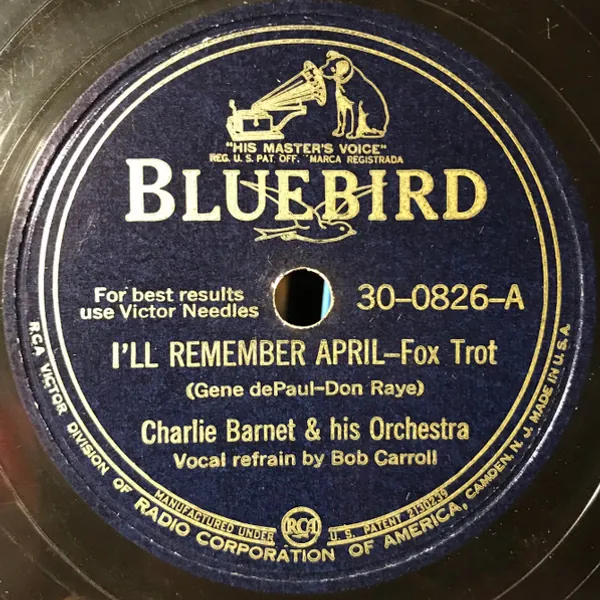 "HIS MASTER'S VOICE"
REG. U.S. PAT. OFF. MARCA REGISTRADA
BLUEBIRD
For best results
use Victor Needles
30-0826-A
I'LL REMEMBER APRIL–Fox Trot
(Gene dePaul–Don Raye)
Charlie Barnet & his Orchestra
Vocal refrain by Bob Carroll
MANUFACTURED UNDER RCA U. S. PATENT 2130239
RCA VICTOR DIVISION OF RADIO CORPORATION OF AMERICA, CAMDEN, N. J. MADE IN U.S.A.